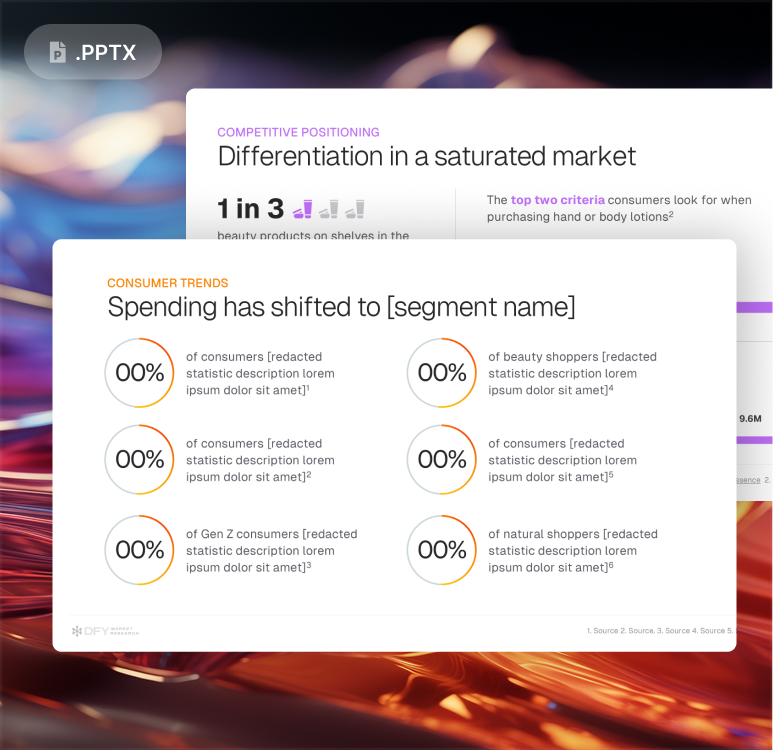 .PPTX
COMPETITIVE POSITIONING
Differentiation in a saturated market
1 in 3
beauty products on shelves in the
The top two criteria consumers look for when
purchasing hand or body lotions²
9.6M
2.
CONSUMER TRENDS
Spending has shifted to [segment name]
00%
of consumers [redacted
statistic description lorem
ipsum dolor sit amet]¹
00%
of beauty shoppers [redacted
statistic description lorem
ipsum dolor sit amet]⁴
00%
of consumers [redacted
statistic description lorem
ipsum dolor sit amet]²
00%
of consumers [redacted
statistic description lorem
ipsum dolor sit amet]⁵
00%
of Gen Z consumers [redacted
statistic description lorem
ipsum dolor sit amet]³
00%
of natural shoppers [redacted
statistic description lorem
ipsum dolor sit amet]⁶
DFY MARKET
RESEARCH
1. Source 2. Source. 3. Source 4. Source 5.